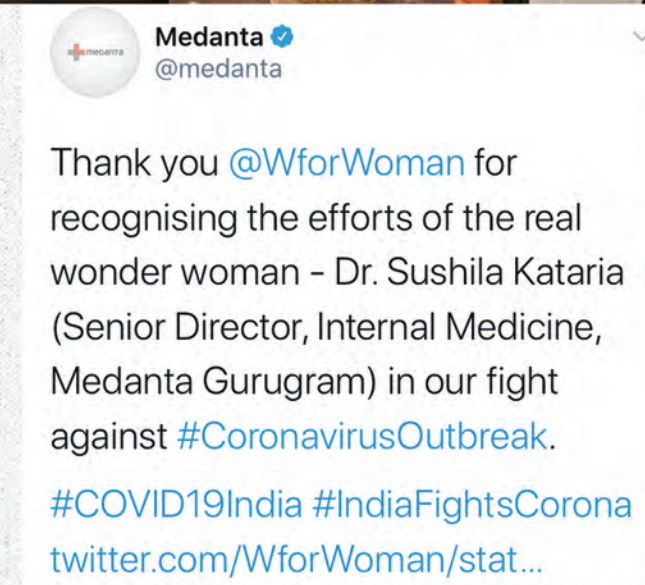 Medanta
@medanta
medanta
Thank you @WforWoman for
recognising the efforts of the real
wonder woman - Dr. Sushila Kataria
(Senior Director, Internal Medicine,
Medanta Gurugram) in our fight
against #CoronavirusOutbreak.
#COVID19India #IndiaFightsCorona
twitter.com/WforWoman/stat...